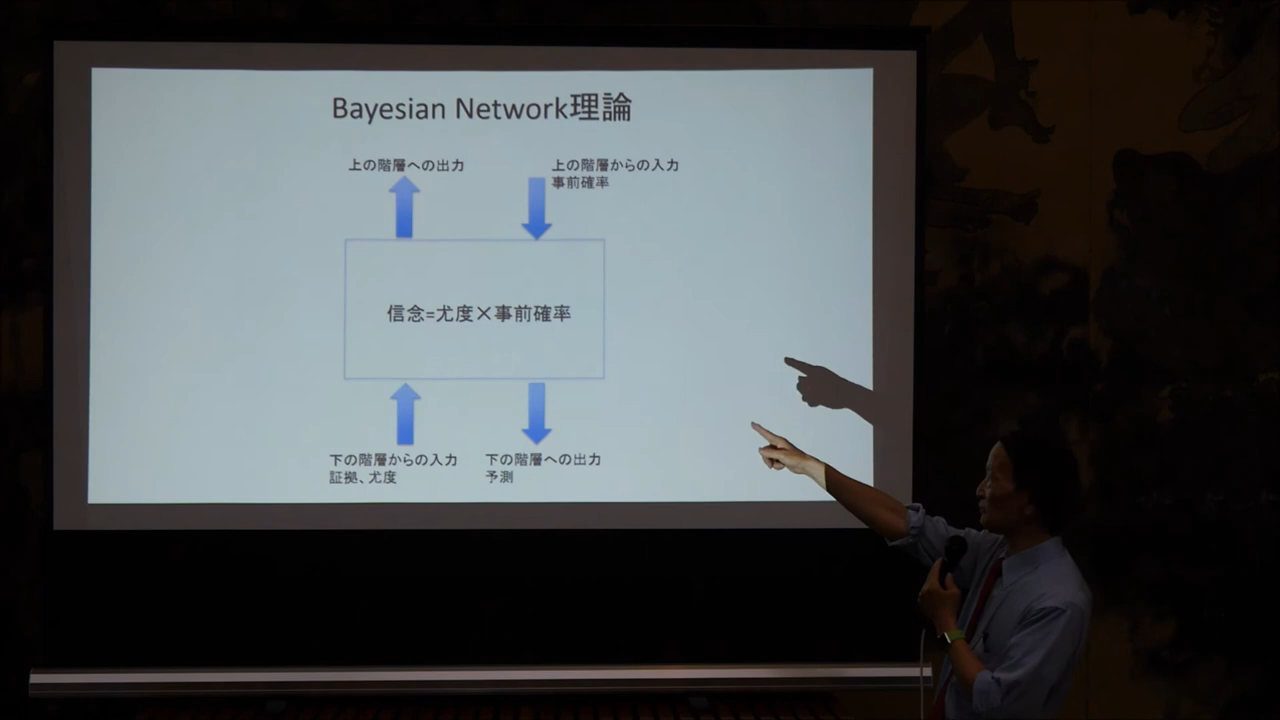 Bayesian Network理論
上の階層への出力
上の階層からの入力
事前確率
信念=尤度×事前確率
下の階層からの入力
証拠、尤度
下の階層への出力
予測